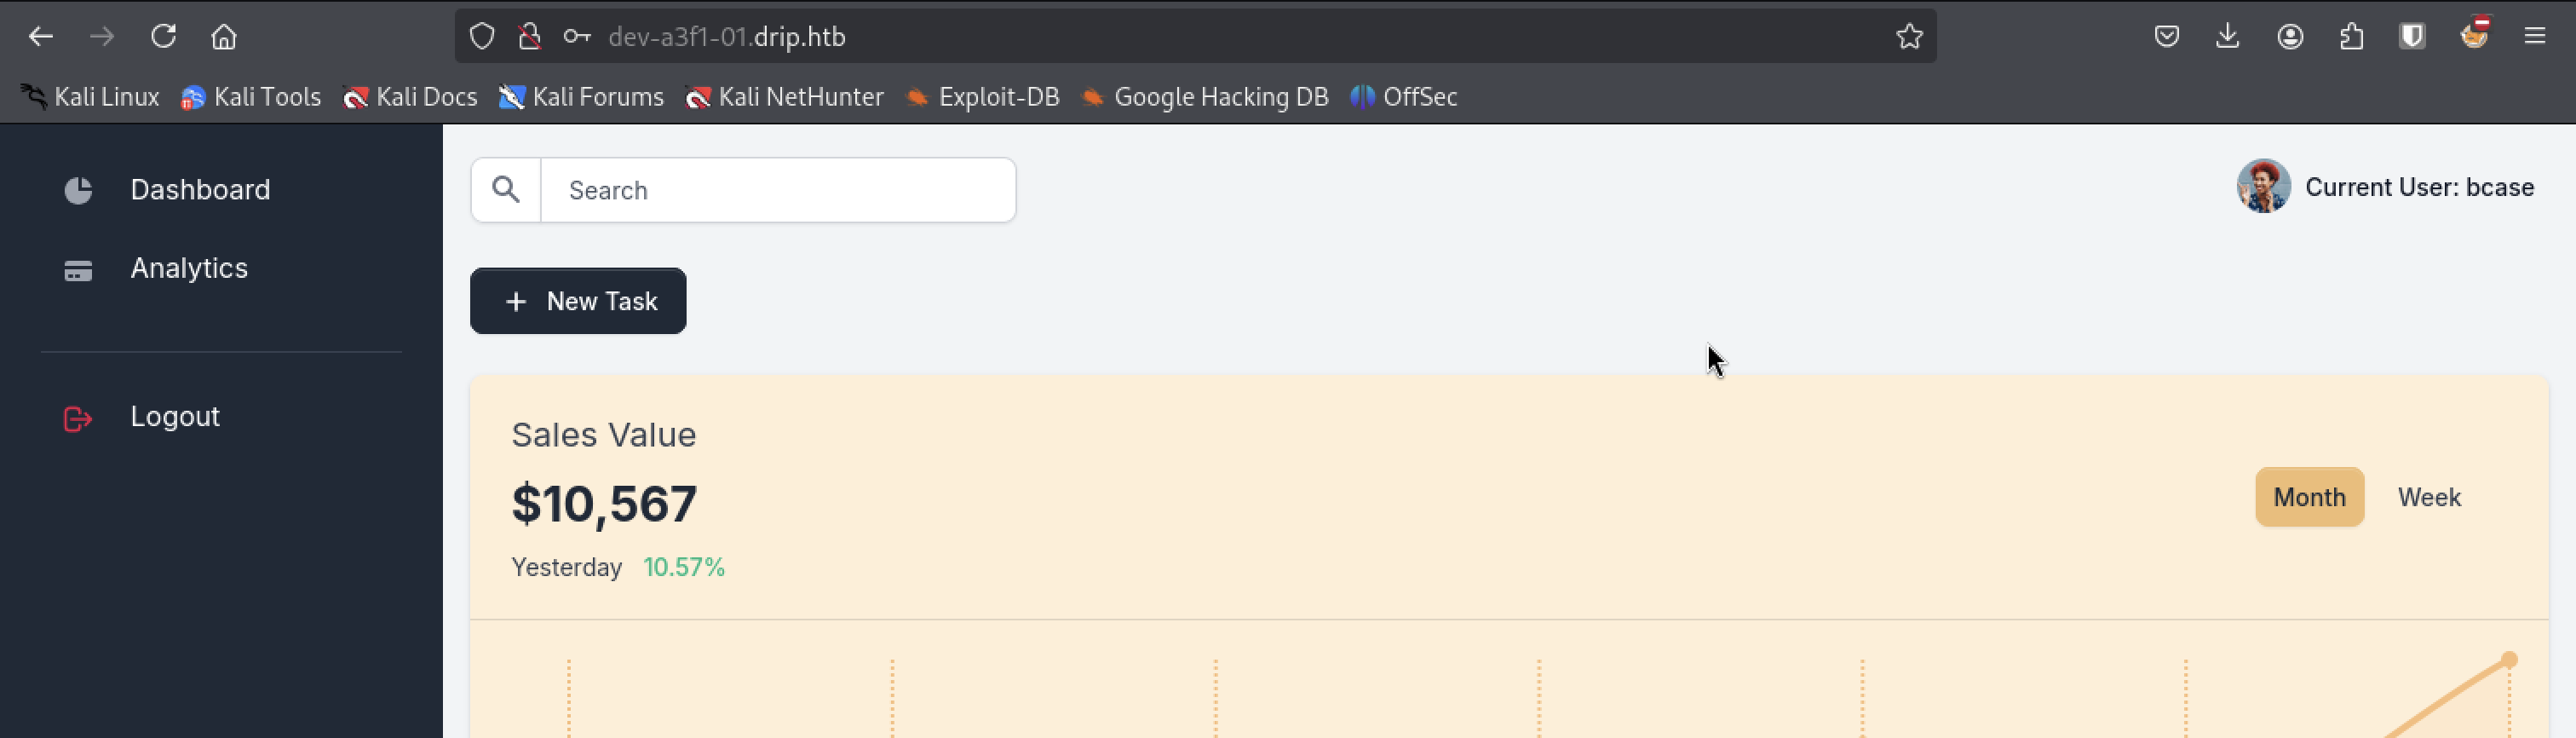 dev-a3f1-01.drip.htb
Kali Linux Kali Tools Kali Docs Kali Forums Kali NetHunter Exploit-DB Google Hacking DB OffSec
Dashboard
Analytics
Logout
Search
Current User: bcase
+ New Task
Sales Value
$10,567
Yesterday 10.57%
Month Week